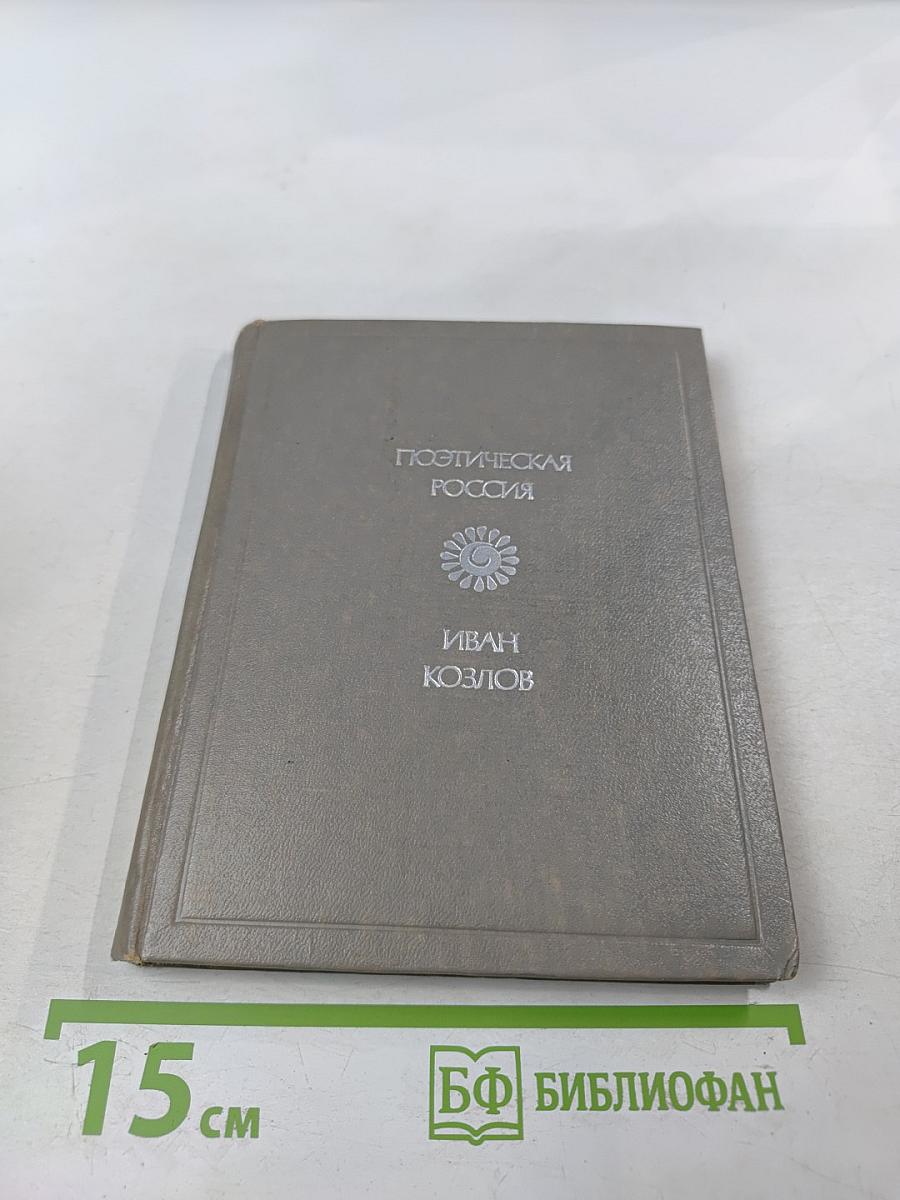 ПОЭТИЧЕСКАЯ
РОССИЯ
ИВАН
КОЗЛОВ
15 см
БФ БИБЛИОФАН